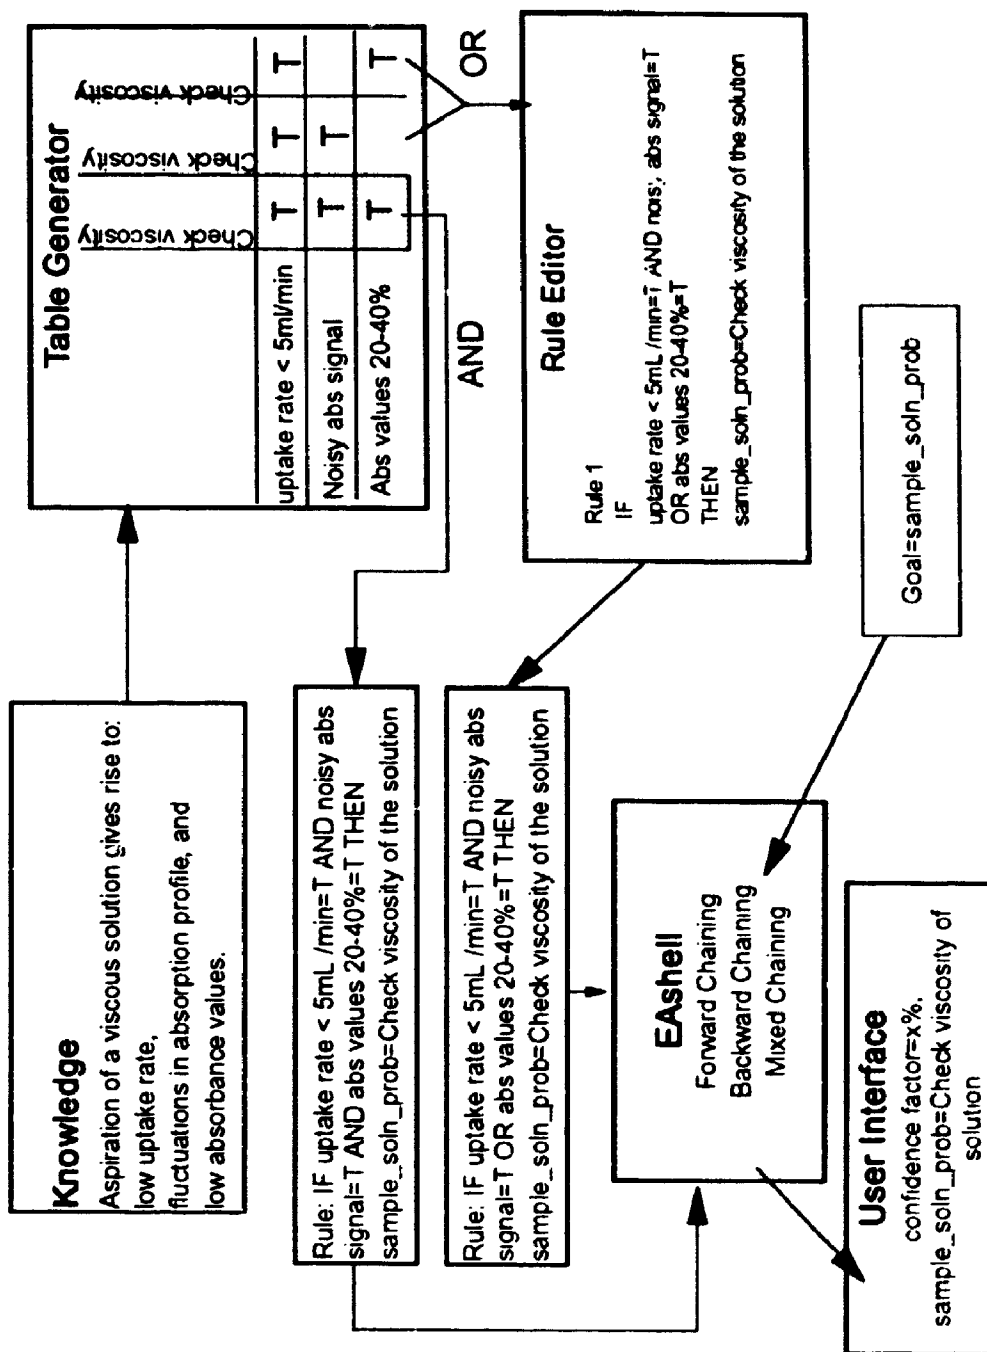 Knowledge
Aspiration of a viscous solution gives rise to:
low uptake rate,
fluctuations in absorption profile, and
low absorbance values.
Table Generator
Check viscosity
Check viscosity
Check viscosity
uptake rate < 5ml/min T T T
Noisy abs signal T T
Abs values 20-40% T T
AND
OR
Rule: IF uptake rate < 5mL /min=T AND noisy abs
signal=T AND abs values 20-40%=T THEN
sample_soln_prob=Check viscosity of the solution
Rule: IF uptake rate < 5mL /min=T AND noisy abs
signal=T OR abs values 20-40%=T THEN
sample_soln_prob=Check viscosity of the solution
Rule Editor
Rule 1
IF
uptake rate < 5mL /min=T AND abs signal=T
OR abs values 20-40%=T
THEN
sample_soln_prob=Check viscosity of the solution
EAshell
Forward Chaining
Backward Chaining
Mixed Chaining
Goal=sample_soln_prob
User Interface
confidence factor=x%,
sample_soln_prob=Check viscosity of
solution